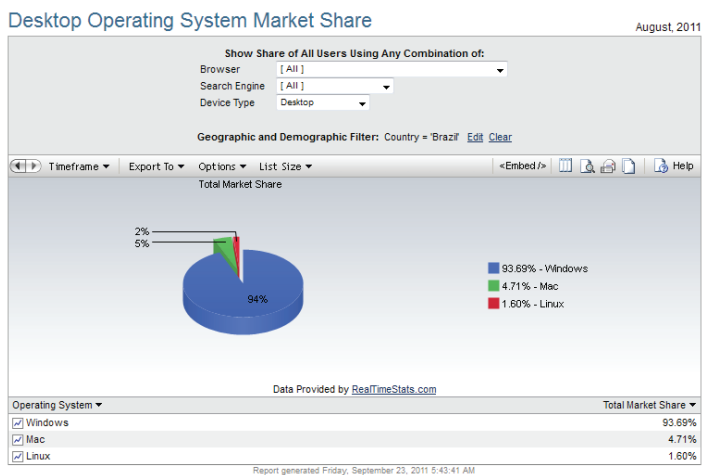 Desktop Operating System Market Share
August, 2011
Show Share of All Users Using Any Combination of:
Browser [ All ]
Search Engine [ All ]
Device Type Desktop
Geographic and Demographic Filter: Country = 'Brazil' Edit Clear
Timeframe Export To Options List Size <Embed /> Help
Total Market Share
2%
5%
94%
93.69% - Windows
4.71% - Mac
1.60% - Linux
Data Provided by RealTimeStats.com
Operating System Total Market Share
Windows 93.69%
Mac 4.71%
Linux 1.60%
Report generated Friday, September 23, 2011 5:43:41 AM